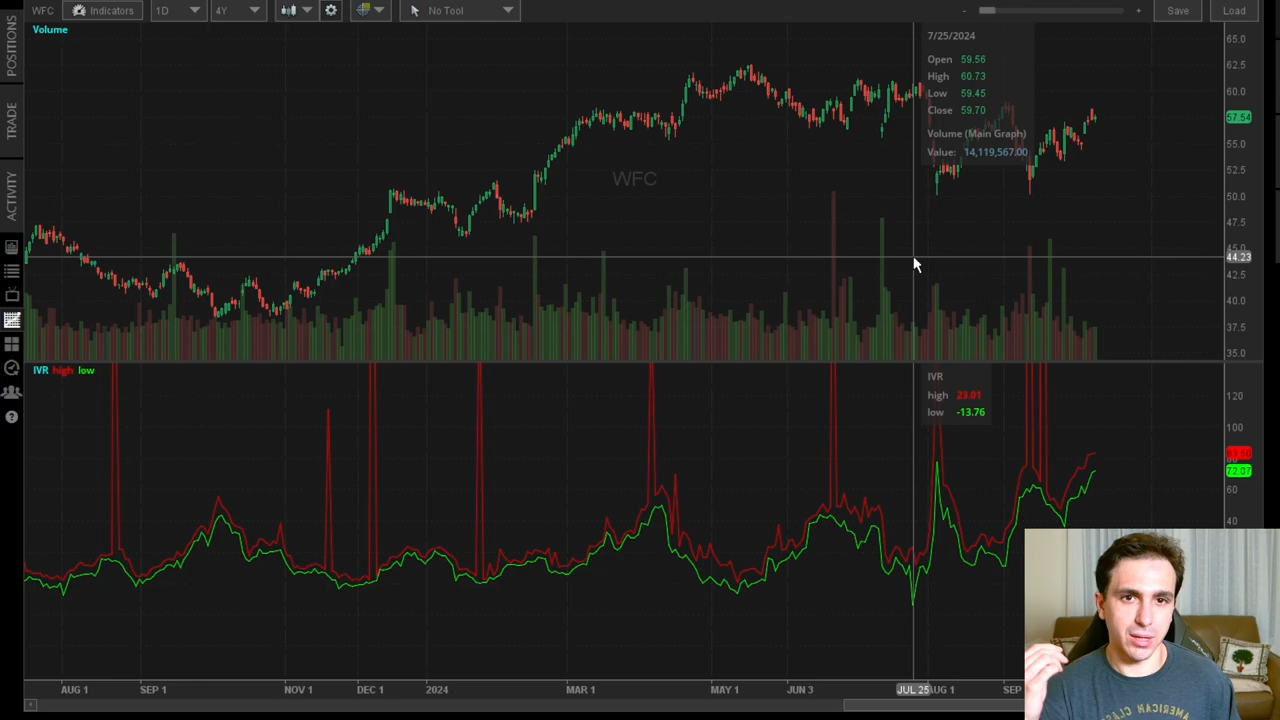 WFC Indicators 1D 4Y No Tool - + Save Load
POSITIONS
TRADE
ACTIVITY
Volume
7/25/2024
Open 59.56
High 60.73
Low 59.45
Close 59.70
Volume (Main Graph)
Value: 14,119,567.00
WFC
65.0
62.5
60.0
57.54
55.0
52.5
50.0
47.5
45.0
44.23
42.5
40.0
37.5
35.0
IVR high low
IVR
high 23.01
low -13.76
120
100
72.07
60
40
AUG 1 SEP 1 NOV 1 DEC 1 2024 MAR 1 MAY 1 JUN 3 JUL 25 AUG 1 SEP
AMERICAN CLAS